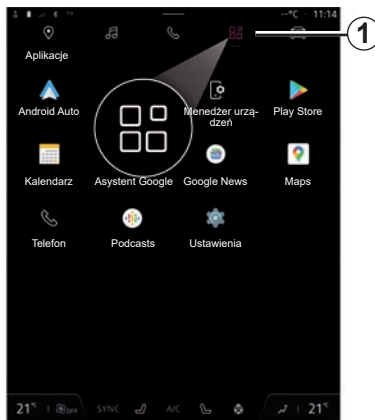 --°C 11:14
1
Aplikacje
Android Auto
Menedżer urzą-
dzeń
Play Store
Kalendarz
Asystent Google
Google News
Maps
Telefon
Podcasts
Ustawienia
21°c OFF SYNC A/C 21°c